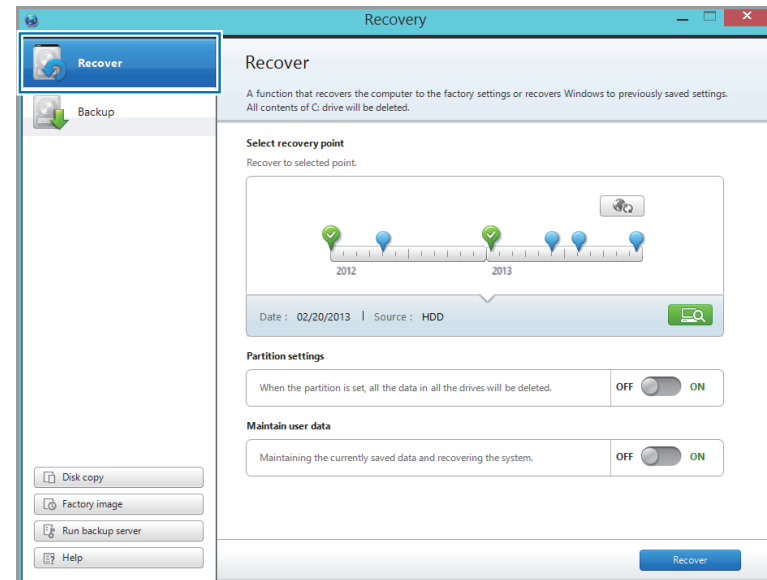 Recovery
Recover
Backup
Disk copy
Factory image
Run backup server
Help
Recover
A function that recovers the computer to the factory settings or recovers Windows to previously saved settings.
All contents of C: drive will be deleted.
Select recovery point
Recover to selected point.
2012 2013
Date : 02/20/2013 | Source : HDD
Partition settings
When the partition is set, all the data in all the drives will be deleted. OFF ON
Maintain user data
Maintaining the currently saved data and recovering the system. OFF ON
Recover